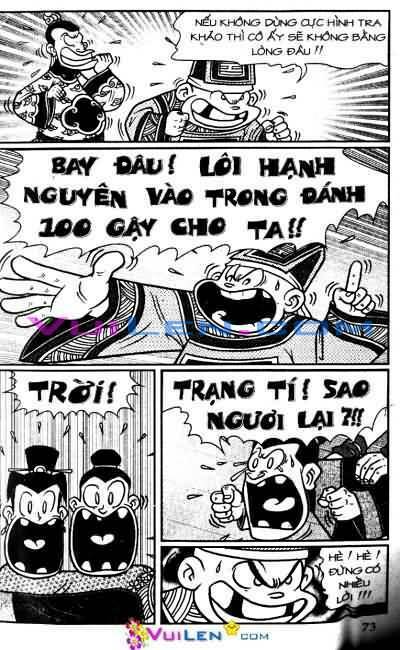 NẾU KHÔNG DÙNG CỰC HÌNH TRA
KHẢO THÌ CÔ ẤY SẼ KHÔNG BẰNG
LÒNG ĐÂU !!
BAY ĐÂU! LÔI HẠNH
NGUYÊN VÀO TRONG ĐÁNH
100 GẬY CHO TA!!
VUILEN.COM
TRỜI!
TRẠNG TÍ! SAO
NGƯƠI LẠI ?!!
HÈ! HÈ!
ĐỪNG CÓ
NHIỀU
LỜI !!!
73
VUILEN.COM